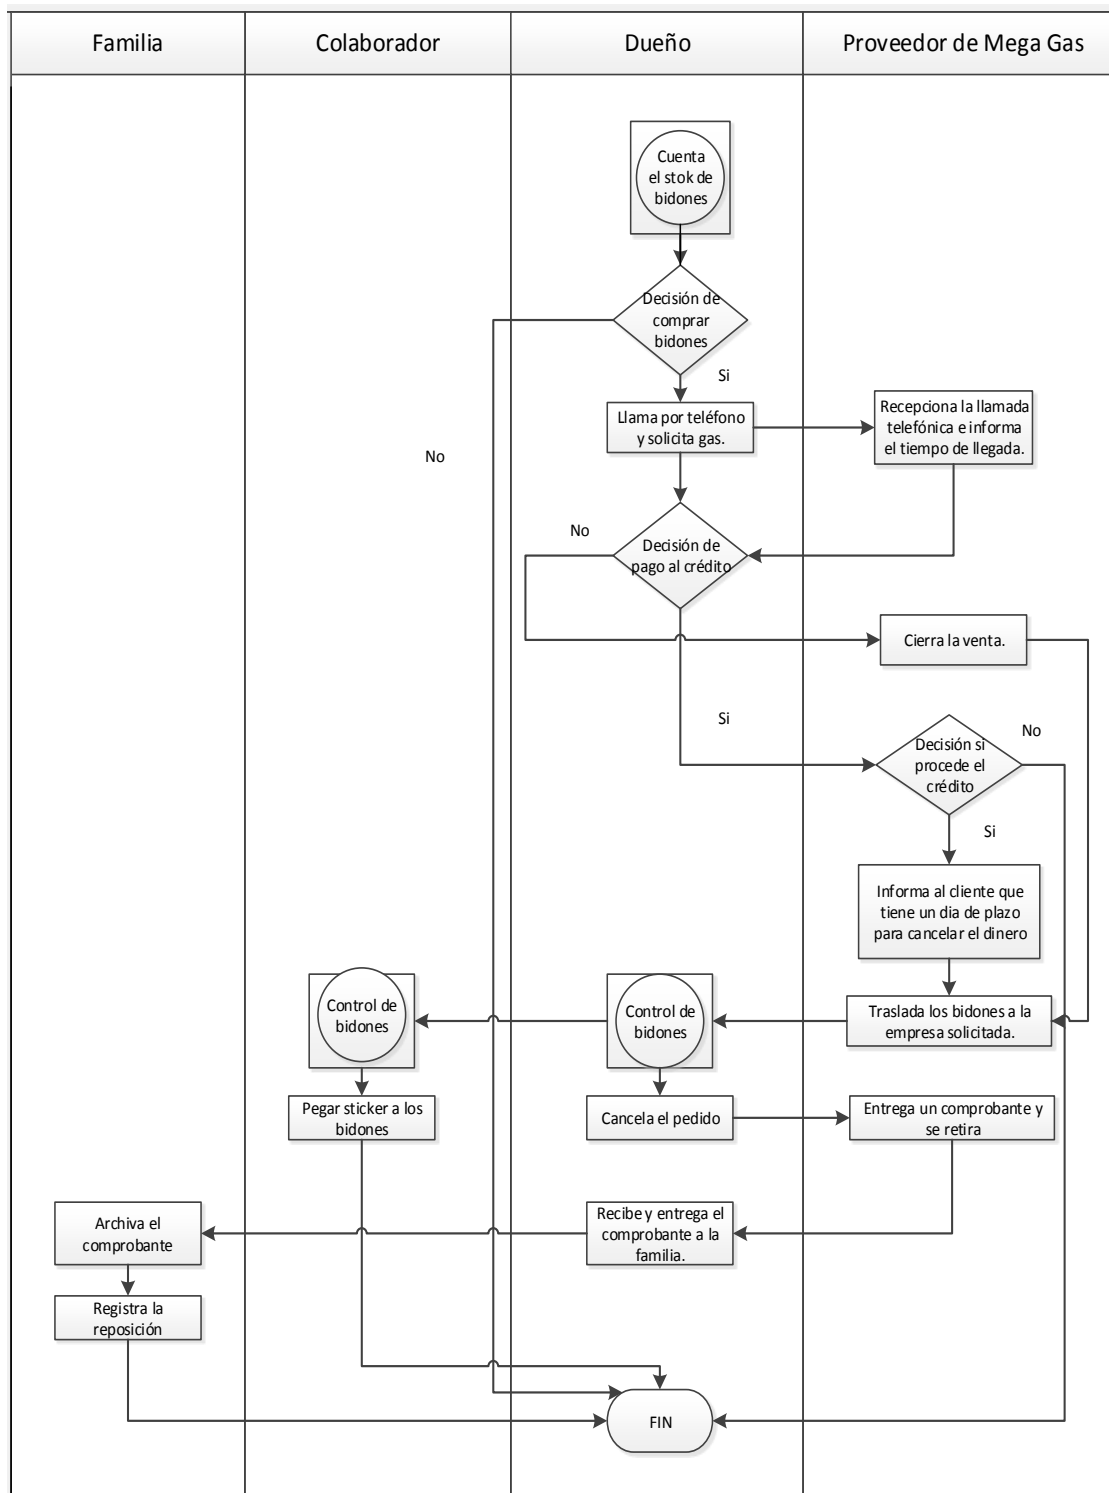 Familia
Colaborador
Dueño
Proveedor de Mega Gas
Cuenta
el stok de
bidones
Decisión de
comprar
bidones
Si
Llama por teléfono
y solicita gas.
Recepciona la llamada
telefónica e informa
el tiempo de llegada.
No
No
Decisión de
pago al crédito
Cierra la venta.
Si
Decisión si
procede el
crédito
No
Si
Informa al cliente que
tiene un dia de plazo
para cancelar el dinero
Control de
bidones
Control de
bidones
Traslada los bidones a la
empresa solicitada.
Pegar sticker a los
bidones
Cancela el pedido
Entrega un comprobante y
se retira
Archiva el
comprobante
Recibe y entrega el
comprobante a la
familia.
Registra la
reposición
FIN